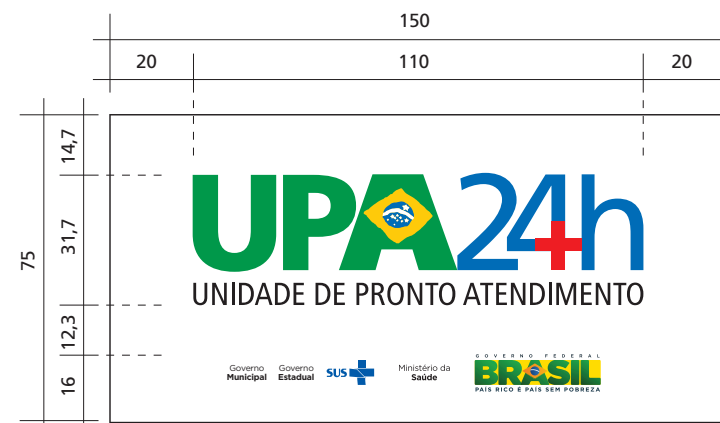 150
20 110 20
75
14,7
31,7
12,3
16
UPA24h
UNIDADE DE PRONTO ATENDIMENTO
Governo Municipal
Governo Estadual
SUS
Ministério da Saúde
GOVERNO FEDERAL
BRASIL
PAÍS RICO É PAÍS SEM POBREZA